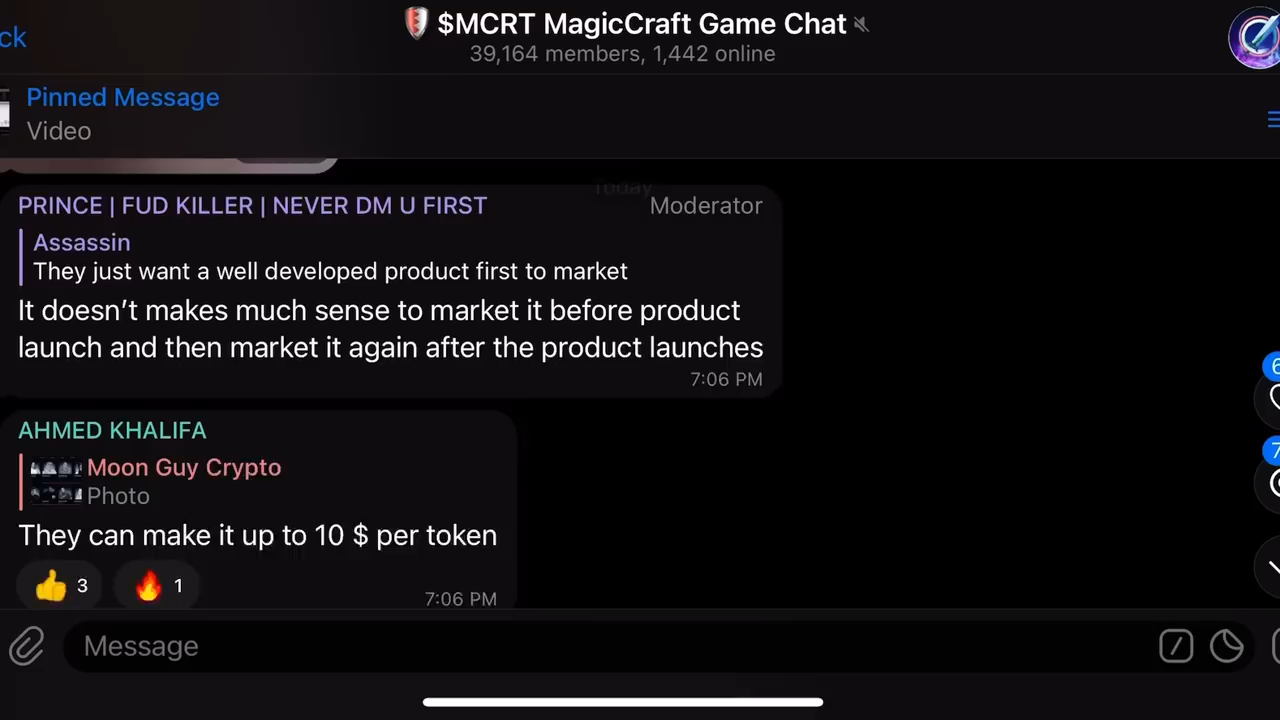 ck
$MCRT MagicCraft Game Chat
39,164 members, 1,442 online
Pinned Message
Video
Today
PRINCE | FUD KILLER | NEVER DM U FIRST
Moderator
Assassin
They just want a well developed product first to market
It doesn’t makes much sense to market it before product
launch and then market it again after the product launches
7:06 PM
AHMED KHALIFA
Moon Guy Crypto
Photo
They can make it up to 10 $ per token
3
1
7:06 PM
6
7
Message